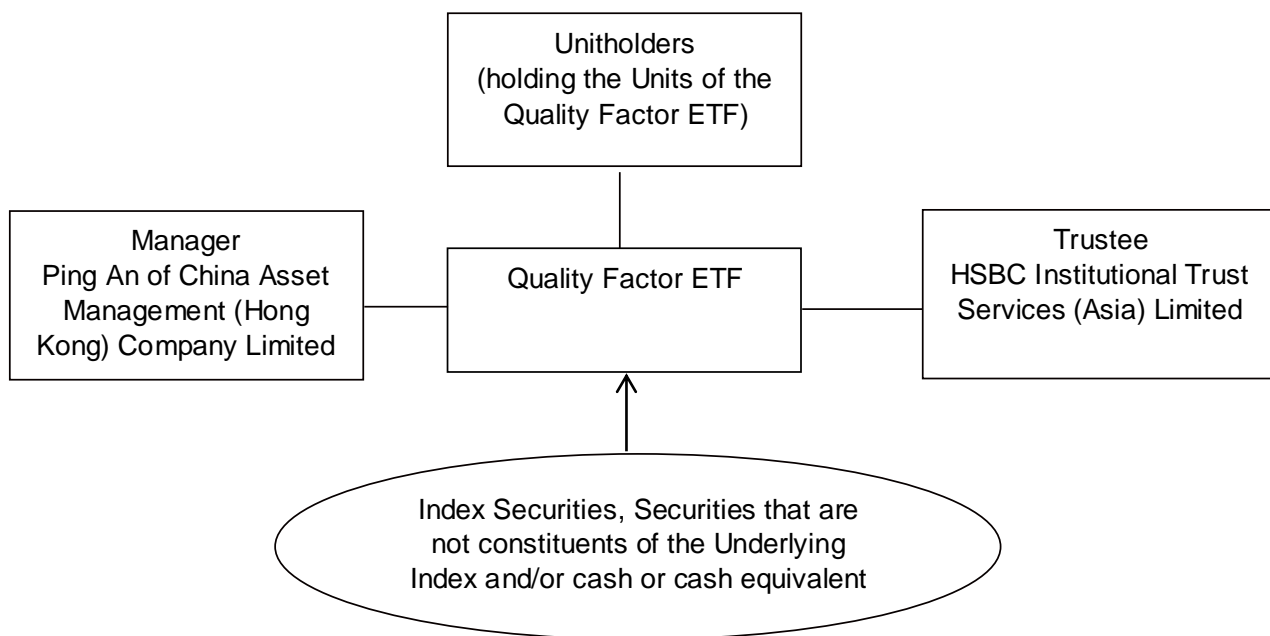 Unitholders
(holding the Units of the
Quality Factor ETF)
Manager
Ping An of China Asset
Management (Hong
Kong) Company Limited
Quality Factor ETF
Trustee
HSBC Institutional Trust
Services (Asia) Limited
Index Securities, Securities that are
not constituents of the Underlying
Index and/or cash or cash equivalent